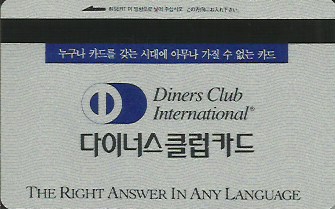 누구나 카드를 갖는 시대에 아무나 가질 수 없는 카드
Diners Club
International®
다이너스클럽카드
THE RIGHT ANSWER IN ANY LANGUAGE